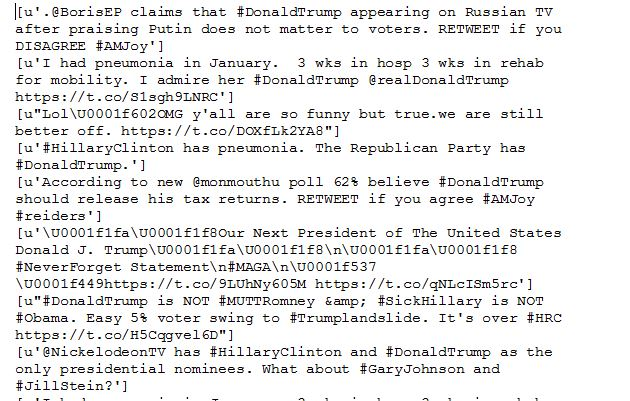 [u'.@BorisEP claims that #DonaldTrump appearing on Russian TV
after praising Putin does not matter to voters. RETWEET if you
DISAGREE #AMJoy']
[u'I had pneumonia in January.  3 wks in hosp 3 wks in rehab
for mobility. I admire her #DonaldTrump @realDonaldTrump
https://t.co/S1sgh9LNRC']
[u"Lol\U0001f602OMG y'all are so funny but true.we are still
better off. https://t.co/DOXfLk2YA8"]
[u'#HillaryClinton has pneumonia. The Republican Party has
#DonaldTrump.']
[u'According to new @monmouthu poll 62% believe #DonaldTrump
should release his tax returns. RETWEET if you agree #AMJoy
#reiders']
[u'\U0001f1fa\U0001f1f8Our Next President of The United States
Donald J. Trump\U0001f1fa\U0001f1f8\n\U0001f1fa\U0001f1f8
#NeverForget Statement\n#MAGA\n\U0001f537
\U0001f449https://t.co/9LUhNy605M https://t.co/qNLcISm5rc']
[u"#DonaldTrump is NOT #MUTTRomney &amp; #SickHillary is NOT
#Obama. Easy 5% voter swing to #Trumplandslide. It's over #HRC
https://t.co/H5Cqgvel6D"]
[u'@NickelodeonTV has #HillaryClinton and #DonaldTrump as the
only presidential nominees. What about #GaryJohnson and
#JillStein?']